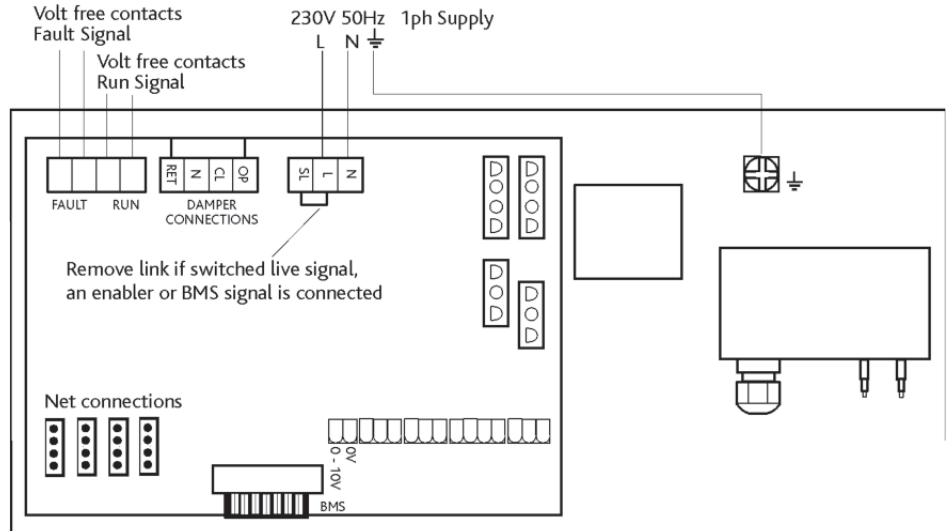 Volt free contacts
Fault Signal
Volt free contacts
Run Signal
230V 50Hz 1ph Supply
L N
FAULT RUN
RET N CL OP
DAMPER
CONNECTIONS
SL L N
Remove link if switched live signal,
an enabler or BMS signal is connected
Net connections
0V
0 - 10V
BMS